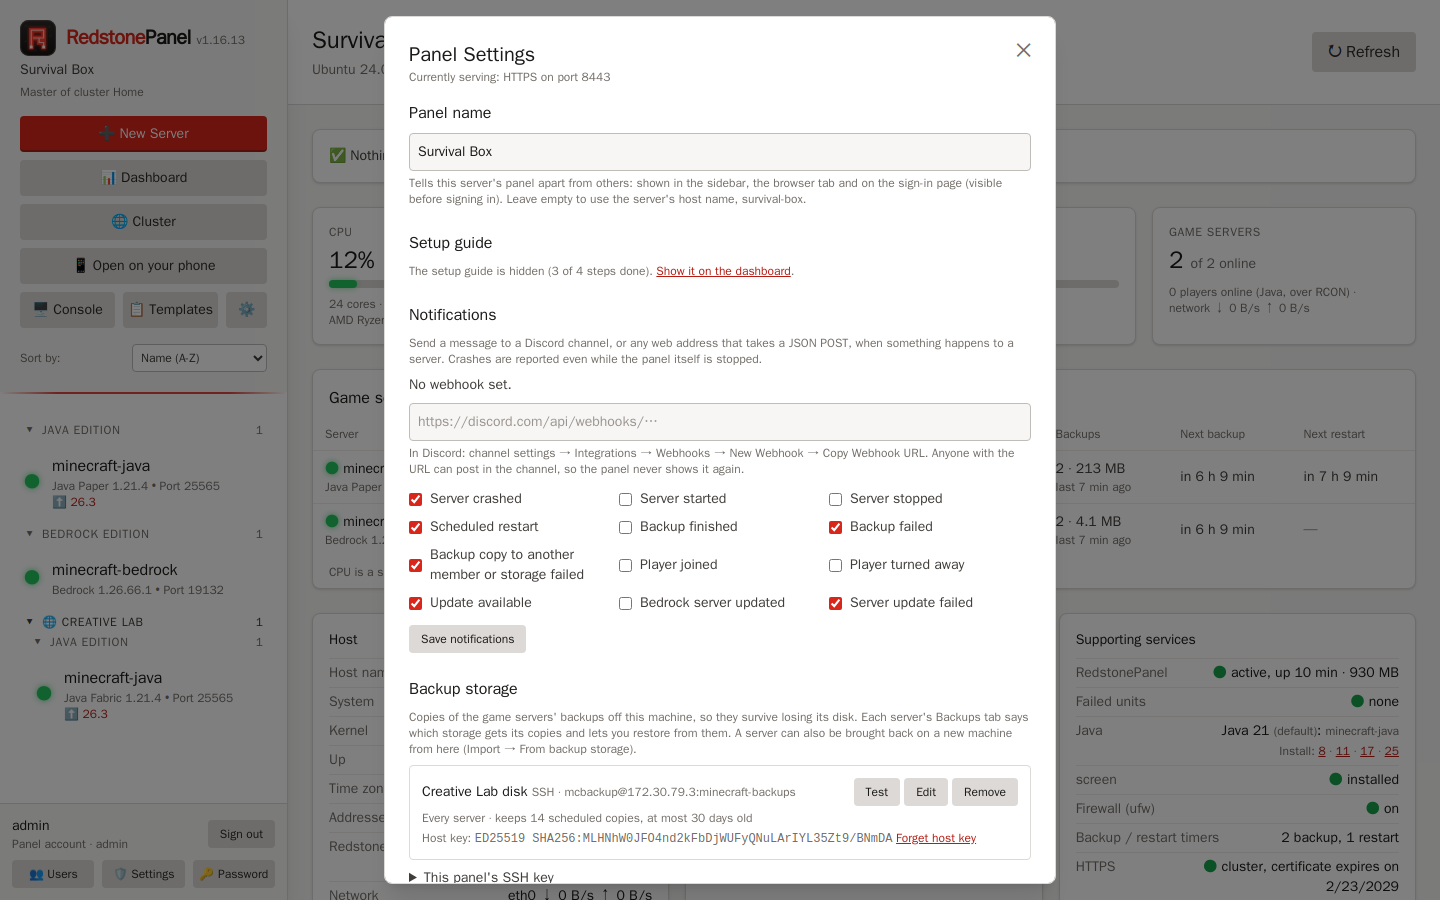 RedstonePanel v1.16.13
Survival Box
Master of cluster Home
➕ New Server
📊 Dashboard
🌐 Cluster
📱 Open on your phone
🖥️ Console
📋 Templates
⚙️
Sort by:
Name (A-Z)
▼ JAVA EDITION 1
minecraft-java
Java Paper 1.21.4 • Port 25565
⬆️ 26.3
▼ BEDROCK EDITION 1
minecraft-bedrock
Bedrock 1.26.66.1 • Port 19132
▼ 🌐 CREATIVE LAB 1
▼ JAVA EDITION 1
minecraft-java
Java Fabric 1.21.4 • Port 25565
⬆️ 26.3
admin
Panel account · admin
Sign out
👥 Users
🛡️ Settings
🔑 Password
Ubuntu 24.
↻ Refresh
✅
CPU
12%
24 cores ·
GAME SERVERS
2 of 2 online
0 players online (Java, over RCON) ·
network ↓ 0 B/s ↑ 0 B/s
Game
Server
Backups
Next backup
Next restart
Java Paper
2 · 213 MB
last 7 min ago
in 6 h 9 min
in 7 h 9 min
Bedrock 1.
2 · 4.1 MB
last 7 min ago
in 6 h 9 min
—
CPU is a s
Host
Host
System
Kernel
Up
Time
Network
eth0 ↓ 0 B/s ↑ 0 B/s
Supporting services
RedstonePanel
active, up 10 min · 930 MB
Failed units
none
Java
Java 21 (default): minecraft-java
Install: 8 · 11 · 17 · 25
screen
installed
Firewall (ufw)
on
Backup / restart timers
2 backup, 1 restart
HTTPS
cluster, certificate expires on
2/23/2029
Panel Settings
Currently serving: HTTPS on port 8443
Panel name
Survival Box
Tells this server's panel apart from others: shown in the sidebar, the browser tab and on the sign-in page (visible
before signing in). Leave empty to use the server's host name, survival-box.
Setup guide
The setup guide is hidden (3 of 4 steps done). Show it on the dashboard.
Notifications
Send a message to a Discord channel, or any web address that takes a JSON POST, when something happens to a
server. Crashes are reported even while the panel itself is stopped.
No webhook set.
https://discord.com/api/webhooks/⋯
In Discord: channel settings → Integrations → Webhooks → New Webhook → Copy Webhook URL. Anyone with the
URL can post in the channel, so the panel never shows it again.
Server crashed
Server started
Server stopped
Scheduled restart
Backup finished
Backup failed
Backup copy to another
member or storage failed
Player joined
Player turned away
Update available
Bedrock server updated
Server update failed
Save notifications
Backup storage
Copies of the game servers' backups off this machine, so they survive losing its disk. Each server's Backups tab says
which storage gets its copies and lets you restore from them. A server can also be brought back on a new machine
from here (Import → From backup storage).
Creative Lab disk SSH · mcbackup@172.30.79.3:minecraft-backups
Test
Edit
Remove
Every server · keeps 14 scheduled copies, at most 30 days old
Host key: ED25519 SHA256:MLHNhW0JFO4nd2kFbDjWUFyQNuLArIYL35Zt9/BNmDA Forget host key
▶ This panel's SSH key